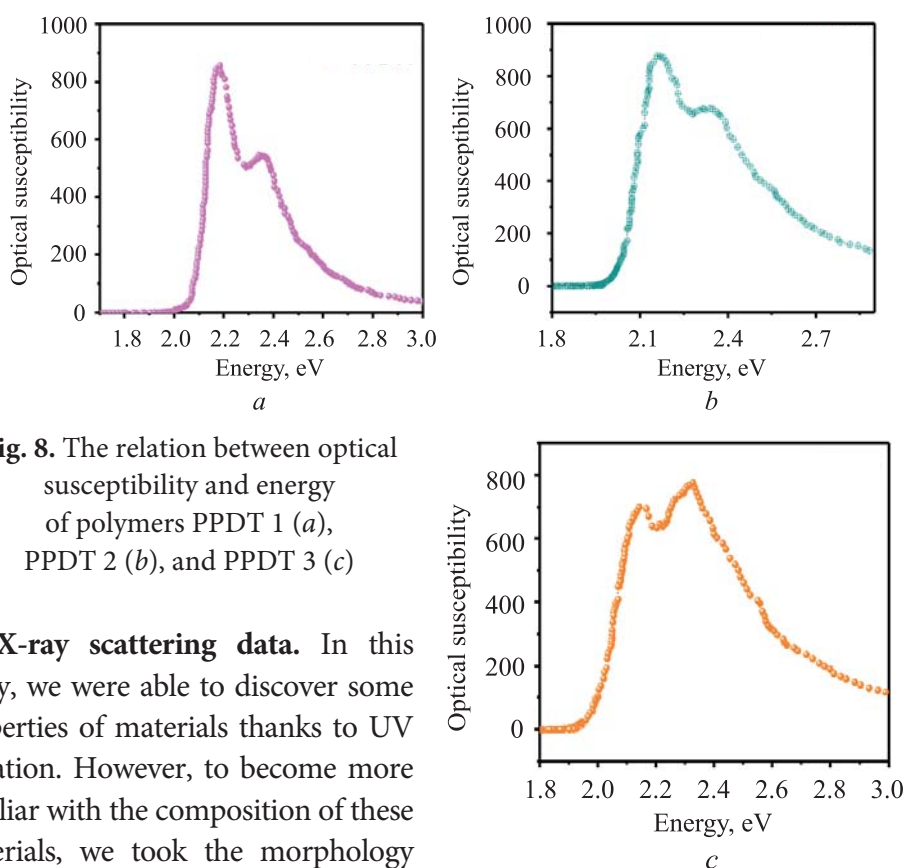 1000
800
600
400
200
0
Optical susceptibility
1.8 2.0 2.2 2.4 2.6 2.8 3.0
Energy, eV
a
1000
800
600
400
200
0
Optical susceptibility
1.8 2.1 2.4 2.7
Energy, eV
b
ig. 8. The relation between optical
susceptibility and energy
of polymers PPDT 1 (a),
PPDT 2 (b), and PPDT 3 (c)
800
600
400
200
0
Optical susceptibility
1.8 2.0 2.2 2.4 2.6 2.8 3.0
Energy, eV
c
X-ray scattering data. In this
y, we were able to discover some
perties of materials thanks to UV
ation. However, to become more
liar with the composition of these
erials, we took the morphology